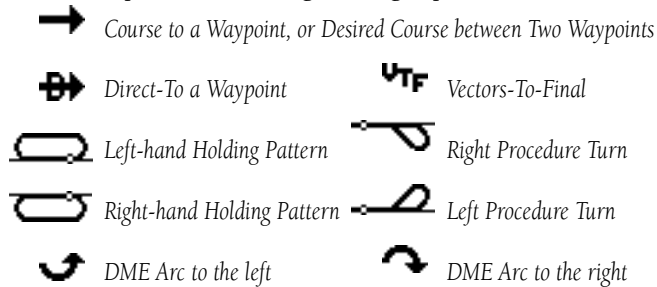 Course to a Waypoint, or Desired Course between Two Waypoints
Direct-To a Waypoint
VTF Vectors-To-Final
Left-hand Holding Pattern
Right Procedure Turn
Right-hand Holding Pattern
Left Procedure Turn
DME Arc to the left
DME Arc to the right